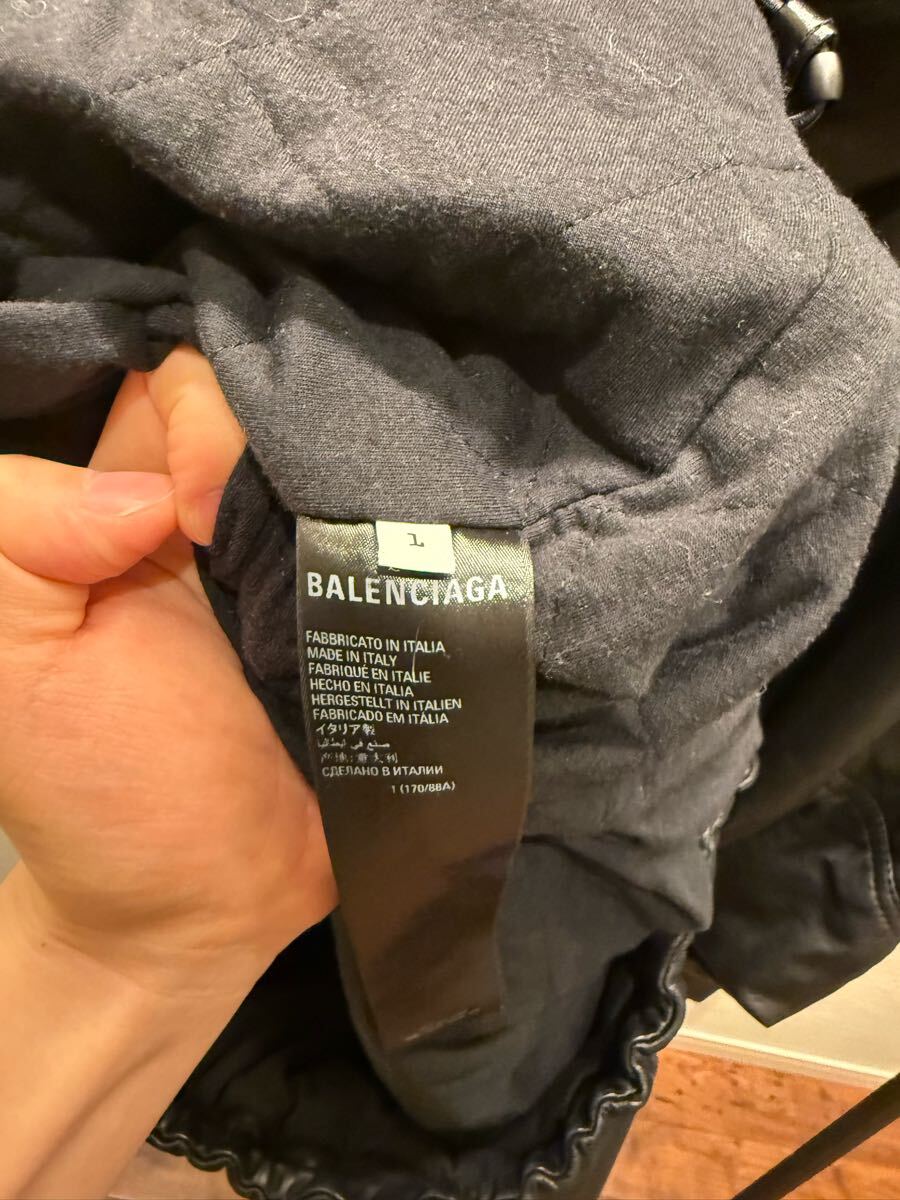 1
BALENCIAGA
FABBRICATO IN ITALIA
MADE IN ITALY
FABRIQUÉ EN ITALIE
HECHO EN ITALIA
HERGESTELLT IN ITALIEN
FABRICADO EM ITÁLIA
イタリア製
صنع في ايطاليا
产地:意大利
СДЕЛАНО В ИТАЛИИ
1 (170/88A)